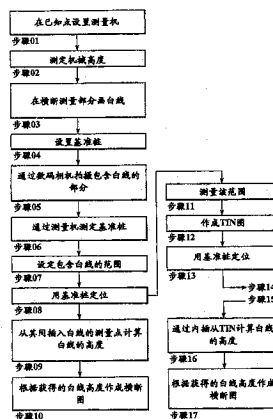 在已知点设置测量机
步骤01
测定机械高度
步骤02
在横断测量部分画白线
步骤03
设置基准桩
步骤04
通过数码相机拍摄包含白线的
部分
步骤05
通过测量机测定基准桩
步骤06
设定包含白线的范围
步骤07
用基准桩定位
步骤08
从其间插入白线的测量点计算
白线的高度
步骤09
根据获得的白线高度作成横断
图
步骤10
测量该范围
步骤11
作成TIN图
步骤12
用基准桩定位
步骤13
步骤14
步骤15
通过内插从TIN计算白线
的高度
步骤16
根据获得的白线高度作成
横断图
步骤17